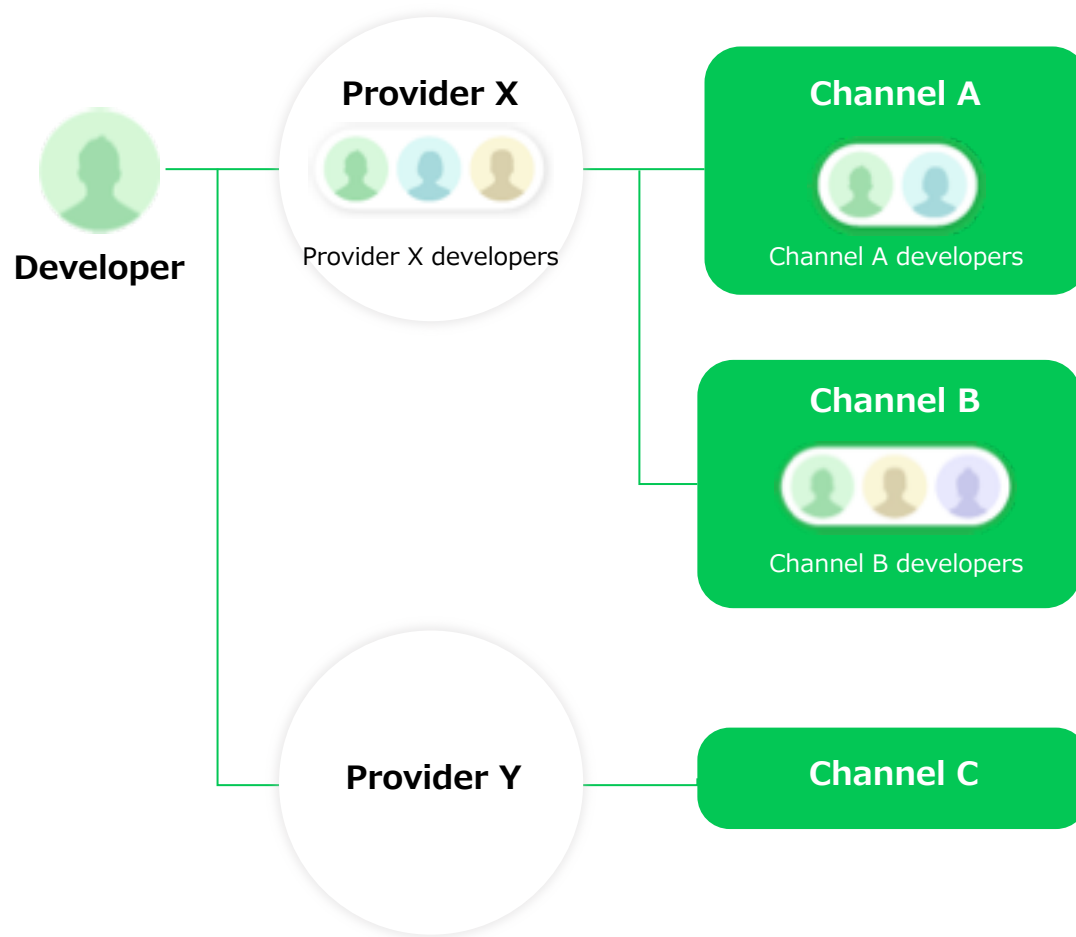 Developer
Provider X
Provider X developers
Channel A
Channel A developers
Channel B
Channel B developers
Provider Y
Channel C